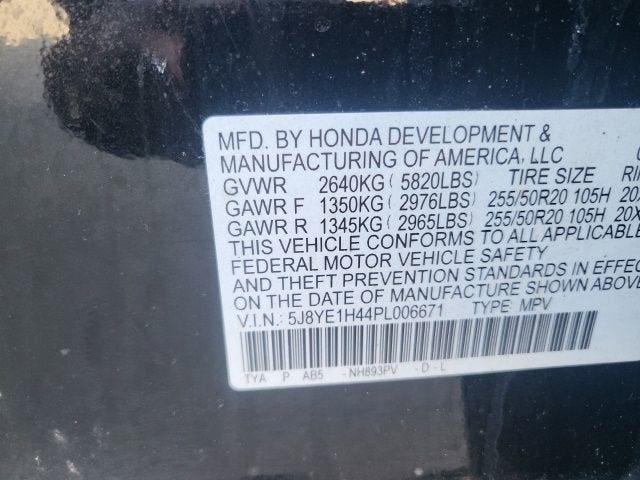 MFD. BY HONDA DEVELOPMENT &
MANUFACTURING OF AMERICA, LLC
GVWR 2640KG ( 5820LBS) TIRE SIZE
GAWR F 1350KG ( 2976LBS) 255/50R20 105H
GAWR R 1345KG ( 2965LBS) 255/50R20 105H
THIS VEHICLE CONFORMS TO ALL APPLICABLE
FEDERAL MOTOR VEHICLE SAFETY
AND THEFT PREVENTION STANDARDS IN EFFEC
ON THE DATE OF MANUFACTURE SHOWN ABOV
V.I.N.: 5J8YE1H44PL006671 TYPE: MPV
TYA P AB5 -NH893PV -D-L